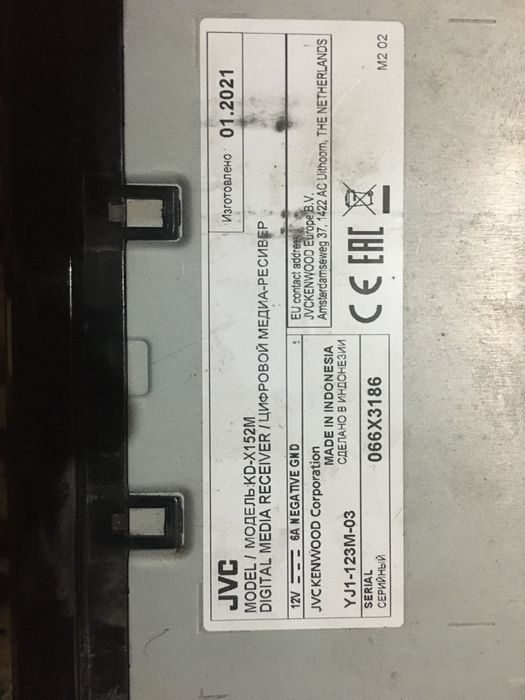 JVC
MODEL / МОДЕЛЬ:KD-X152M
DIGITAL MEDIA RECEIVER / ЦИФРОВОЙ МЕДИА-РЕСИВЕР
Изготовлено : 01.2021
12V 6A NEGATIVE GND
JVCKENWOOD Corporation
MADE IN INDONESIA
СДЕЛАНО В ИНДОНЕЗИИ
YJ1-123M-03
SERIAL
СЕРИЙНЫЙ
066X3186
EU contact address:
JVCKENWOOD Europe B.V.
Amsterdamseweg 37, 1422 AC Uithoorn, THE NETHERLANDS
CE EAC
M2 02